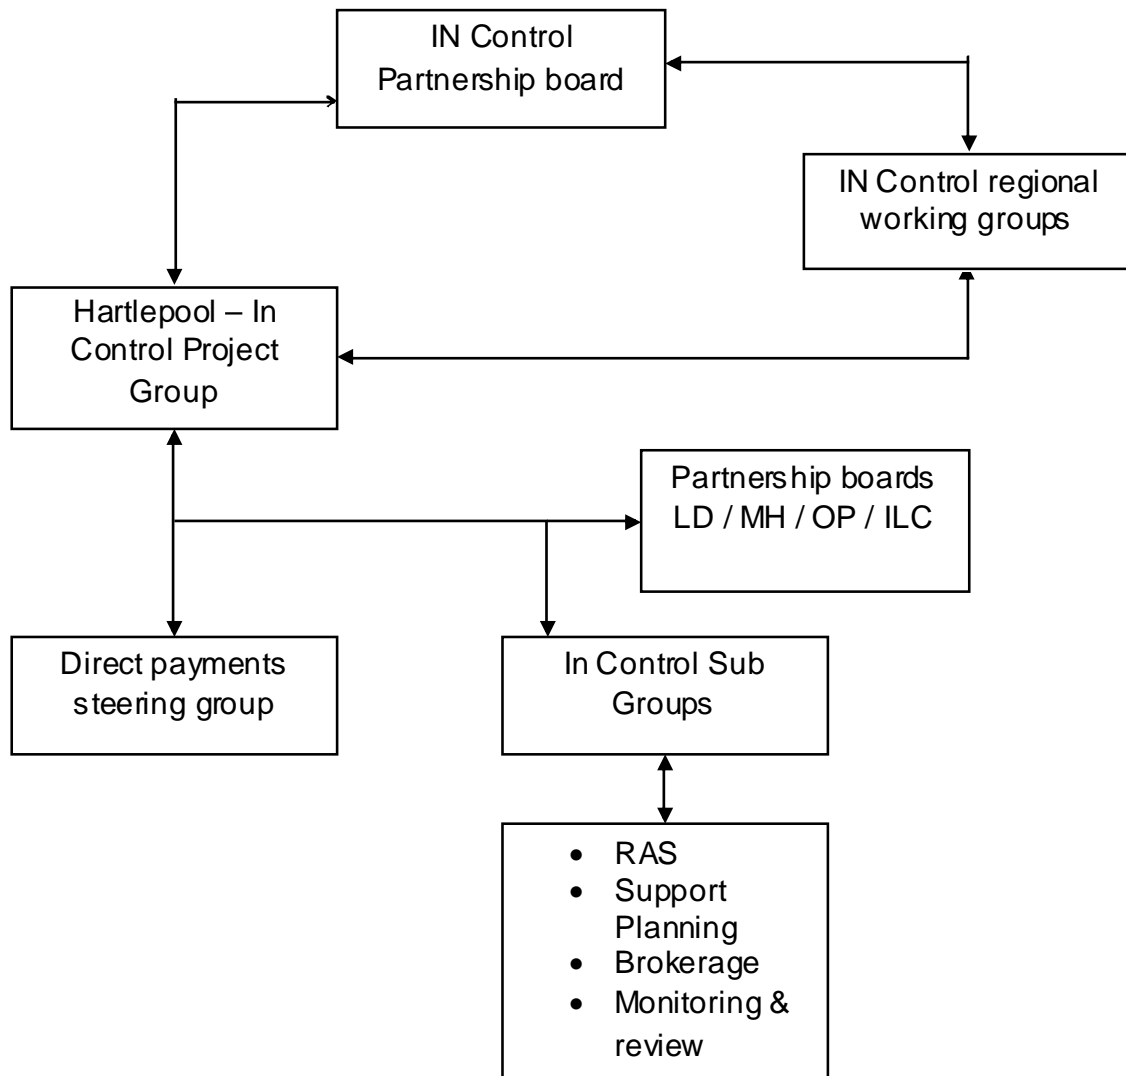 IN Control
Partnership board
IN Control regional
working groups
Hartlepool – In
Control Project
Group
Partnership boards
LD / MH / OP / ILC
Direct payments
steering group
In Control Sub
Groups
• RAS
• Support
Planning
• Brokerage
• Monitoring &
review